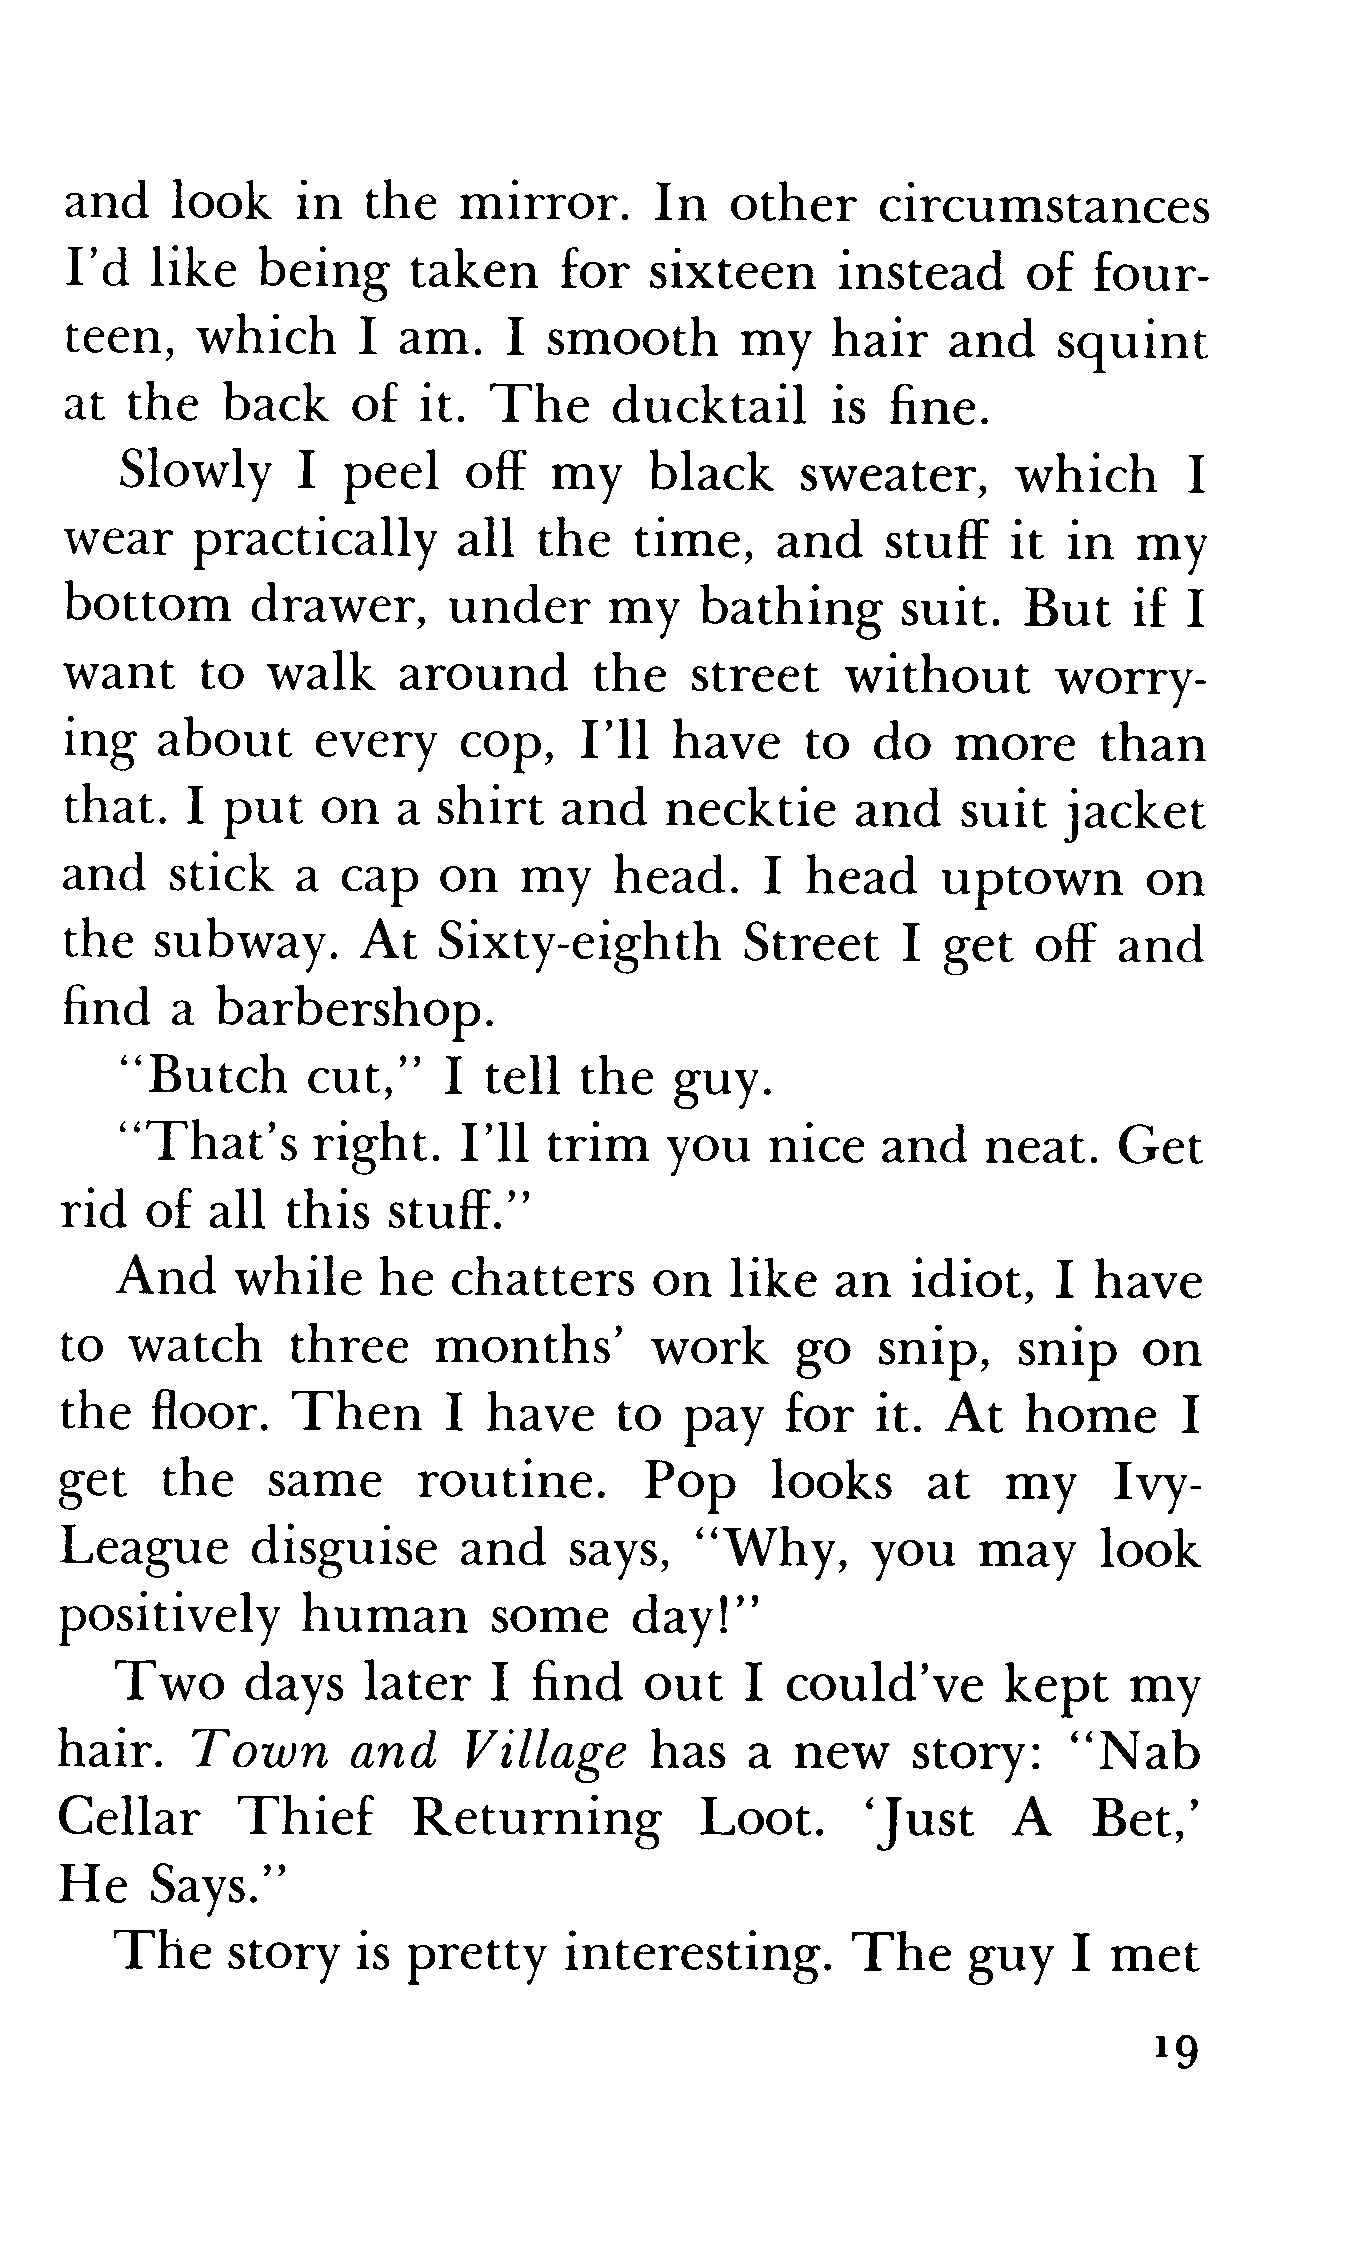 and look in the mirror. In other circumstances
I’d like being taken for sixteen instead of four-
teen, which I am. I smooth my hair and squint
at the back of it. The ducktail is fine.
Slowly I peel off my black sweater, which I
wear practically all the time, and stuff it in my
bottom drawer, under my bathing suit. But if I
want to walk around the street without worry-
ing about every cop, I’ll have to do more than
that. I put on a shirt and necktie and suit jacket
and stick a cap on my head. I head uptown on
the subway. At Sixty-eighth Street I get off and
find a barbershop.
“Butch cut,” I tell the guy.
“That’s right. I’ll trim you nice and neat. Get
rid of all this stuff.”
And while he chatters on like an idiot, I have
to watch three months’ work go snip, snip on
the floor. Then I have to pay for it. At home I
get the same routine. Pop looks at my Ivy-
League disguise and says, “Why, you may look
positively human some day!”
Two days later I find out I could’ve kept my
hair. Town and Village has a new story: “Nab
Cellar Thief Returning Loot. ‘Just A Bet,’
He Says.”
The story is pretty interesting. The guy I met
19